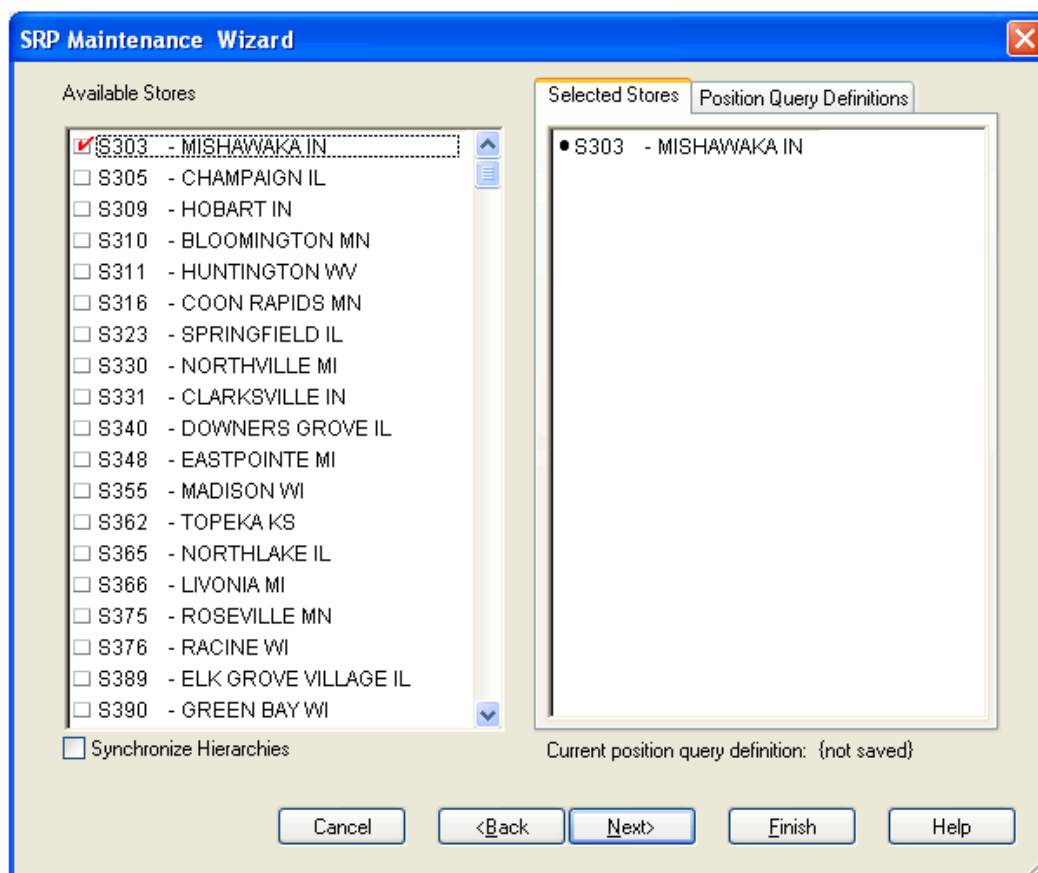 SRP Maintenance Wizard
Available Stores
S303 - MISHAWAKA IN
S305 - CHAMPAIGN IL
S309 - HOBART IN
S310 - BLOOMINGTON MN
S311 - HUNTINGTON WV
S316 - COON RAPIDS MN
S323 - SPRINGFIELD IL
S330 - NORTHVILLE MI
S331 - CLARKSVILLE IN
S340 - DOWNERS GROVE IL
S348 - EASTPOINTE MI
S355 - MADISON WI
S362 - TOPEKA KS
S365 - NORTHLAKE IL
S366 - LIVONIA MI
S375 - ROSEVILLE MN
S376 - RACINE WI
S389 - ELK GROVE VILLAGE IL
S390 - GREEN BAY WI
Synchronize Hierarchies
Selected Stores Position Query Definitions
S303 - MISHAWAKA IN
Current position query definition: {not saved}
Cancel <Back Next> Finish Help